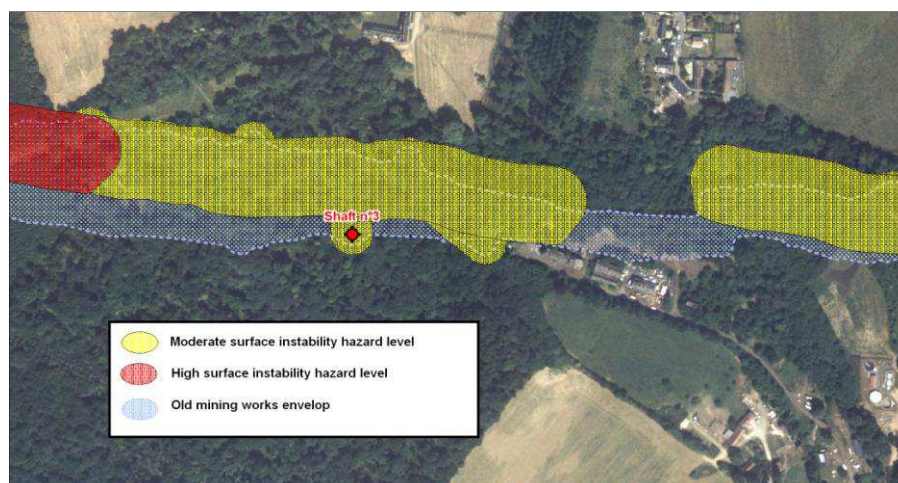 Shaft n°3
Moderate surface instability hazard level
High surface instability hazard level
Old mining works envelop